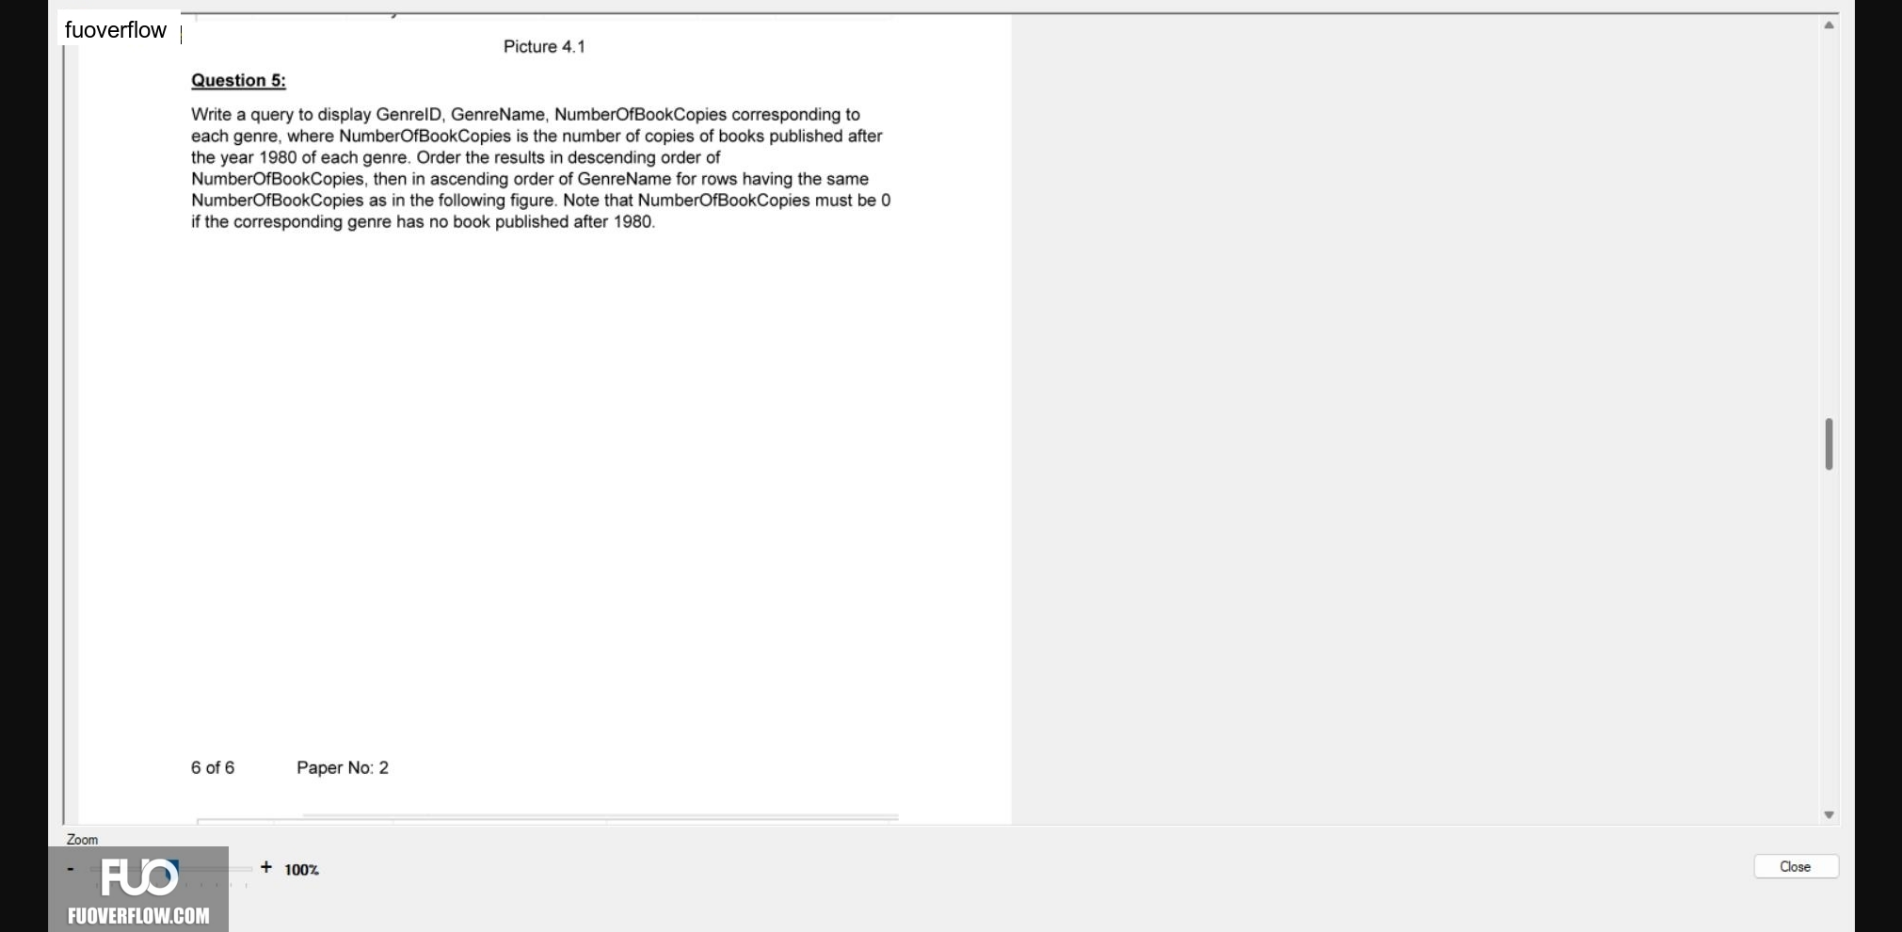 fuoverflow
Picture 4.1
Question 5:
Write a query to display GenreID, GenreName, NumberOfBookCopies corresponding to
each genre, where NumberOfBookCopies is the number of copies of books published after
the year 1980 of each genre. Order the results in descending order of
NumberOfBookCopies, then in ascending order of GenreName for rows having the same
NumberOfBookCopies as in the following figure. Note that NumberOfBookCopies must be 0
if the corresponding genre has no book published after 1980.
6 of 6 Paper No: 2
Zoom
- + 100%
Close
FUO
FUOVERFLOW.COM